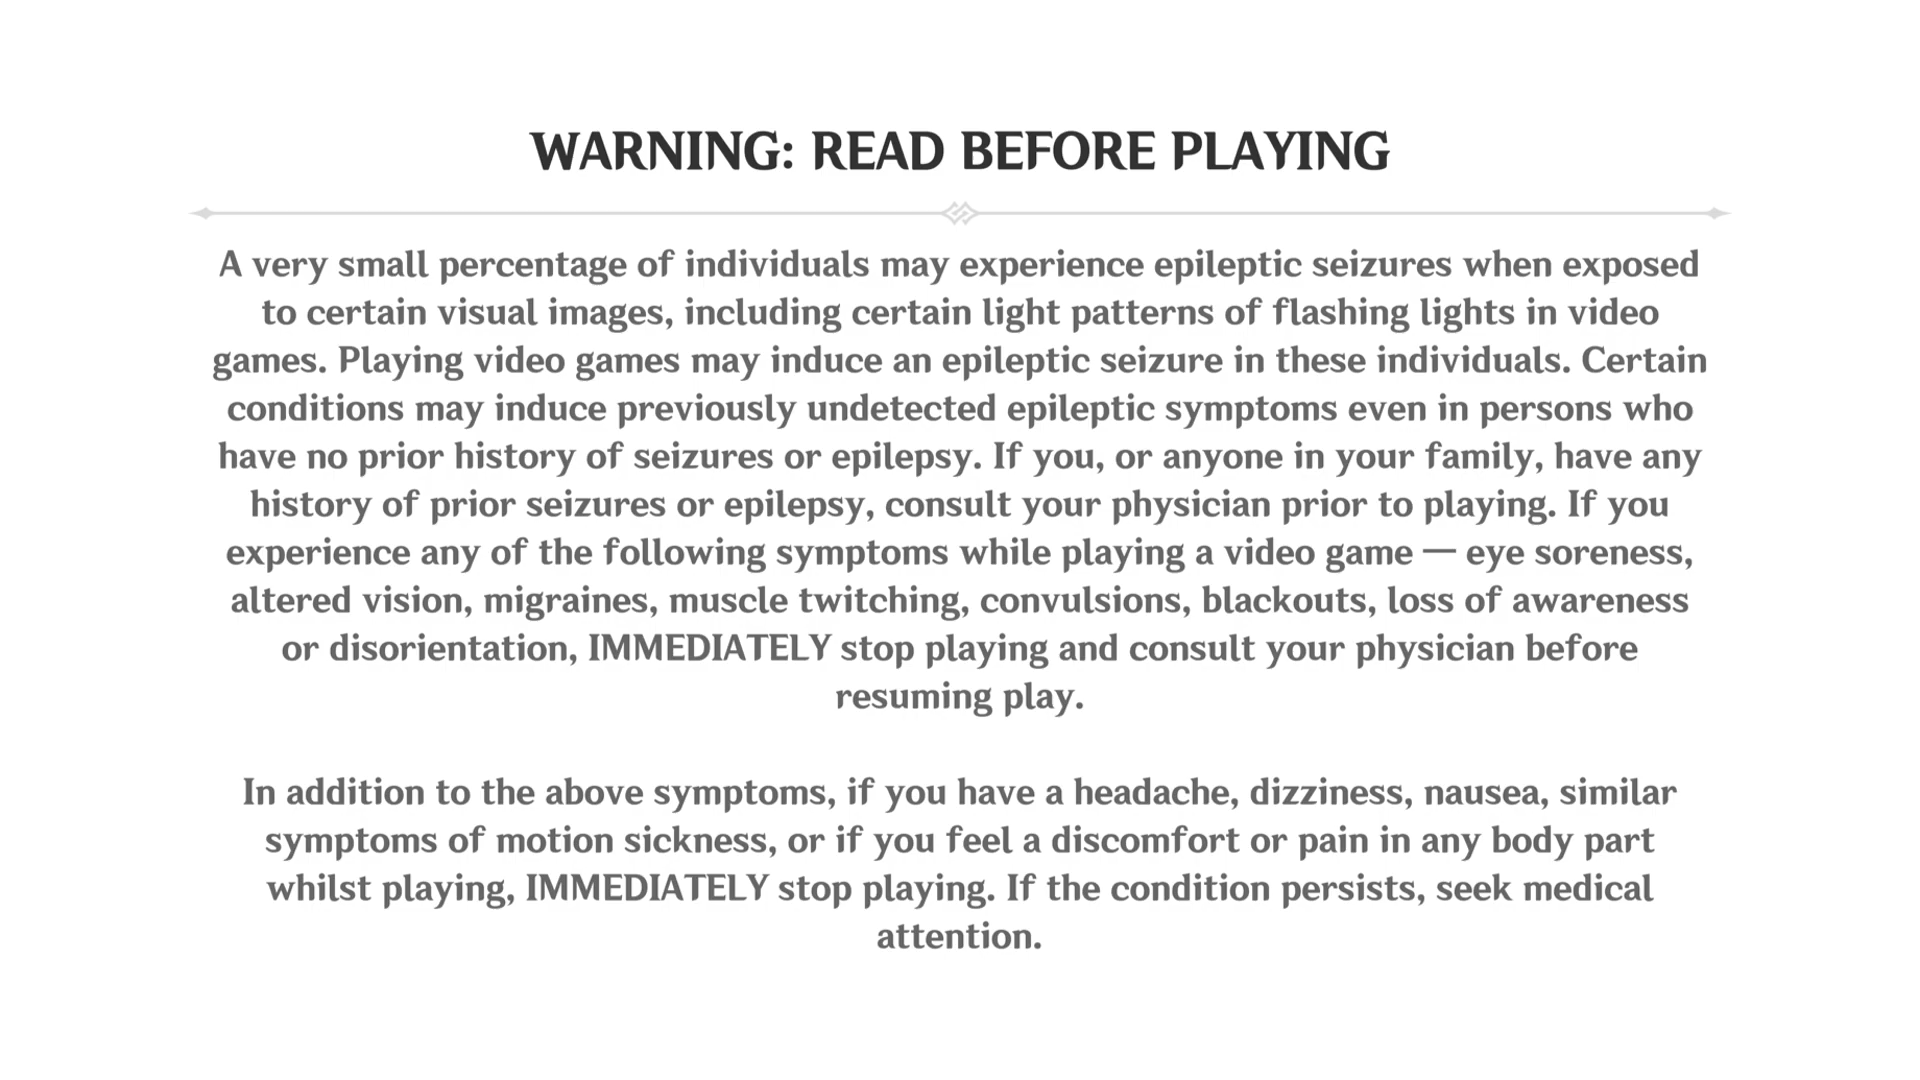 WARNING: READ BEFORE PLAYING
A very small percentage of individuals may experience epileptic seizures when exposed
to certain visual images, including certain light patterns of flashing lights in video
games. Playing video games may induce an epileptic seizure in these individuals. Certain
conditions may induce previously undetected epileptic symptoms even in persons who
have no prior history of seizures or epilepsy. If you, or anyone in your family, have any
history of prior seizures or epilepsy, consult your physician prior to playing. If you
experience any of the following symptoms while playing a video game — eye soreness,
altered vision, migraines, muscle twitching, convulsions, blackouts, loss of awareness
or disorientation, IMMEDIATELY stop playing and consult your physician before
resuming play.
In addition to the above symptoms, if you have a headache, dizziness, nausea, similar
symptoms of motion sickness, or if you feel a discomfort or pain in any body part
whilst playing, IMMEDIATELY stop playing. If the condition persists, seek medical
attention.